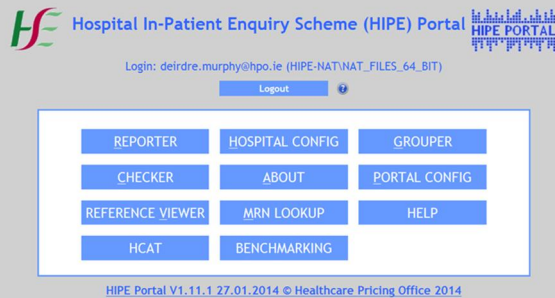 HE Hospital In-Patient Enquiry Scheme (HIPE) Portal HIPE PORTAL
Login: deirdre.murphy@hpo.ie (HIPE-NAT\NAT_FILES_64_BIT)
Logout ?
REPORTER HOSPITAL CONFIG GROUPER
CHECKER ABOUT PORTAL CONFIG
REFERENCE VIEWER MRN LOOKUP HELP
HCAT BENCHMARKING
HIPE Portal V1.11.1 27.01.2014 © Healthcare Pricing Office 2014